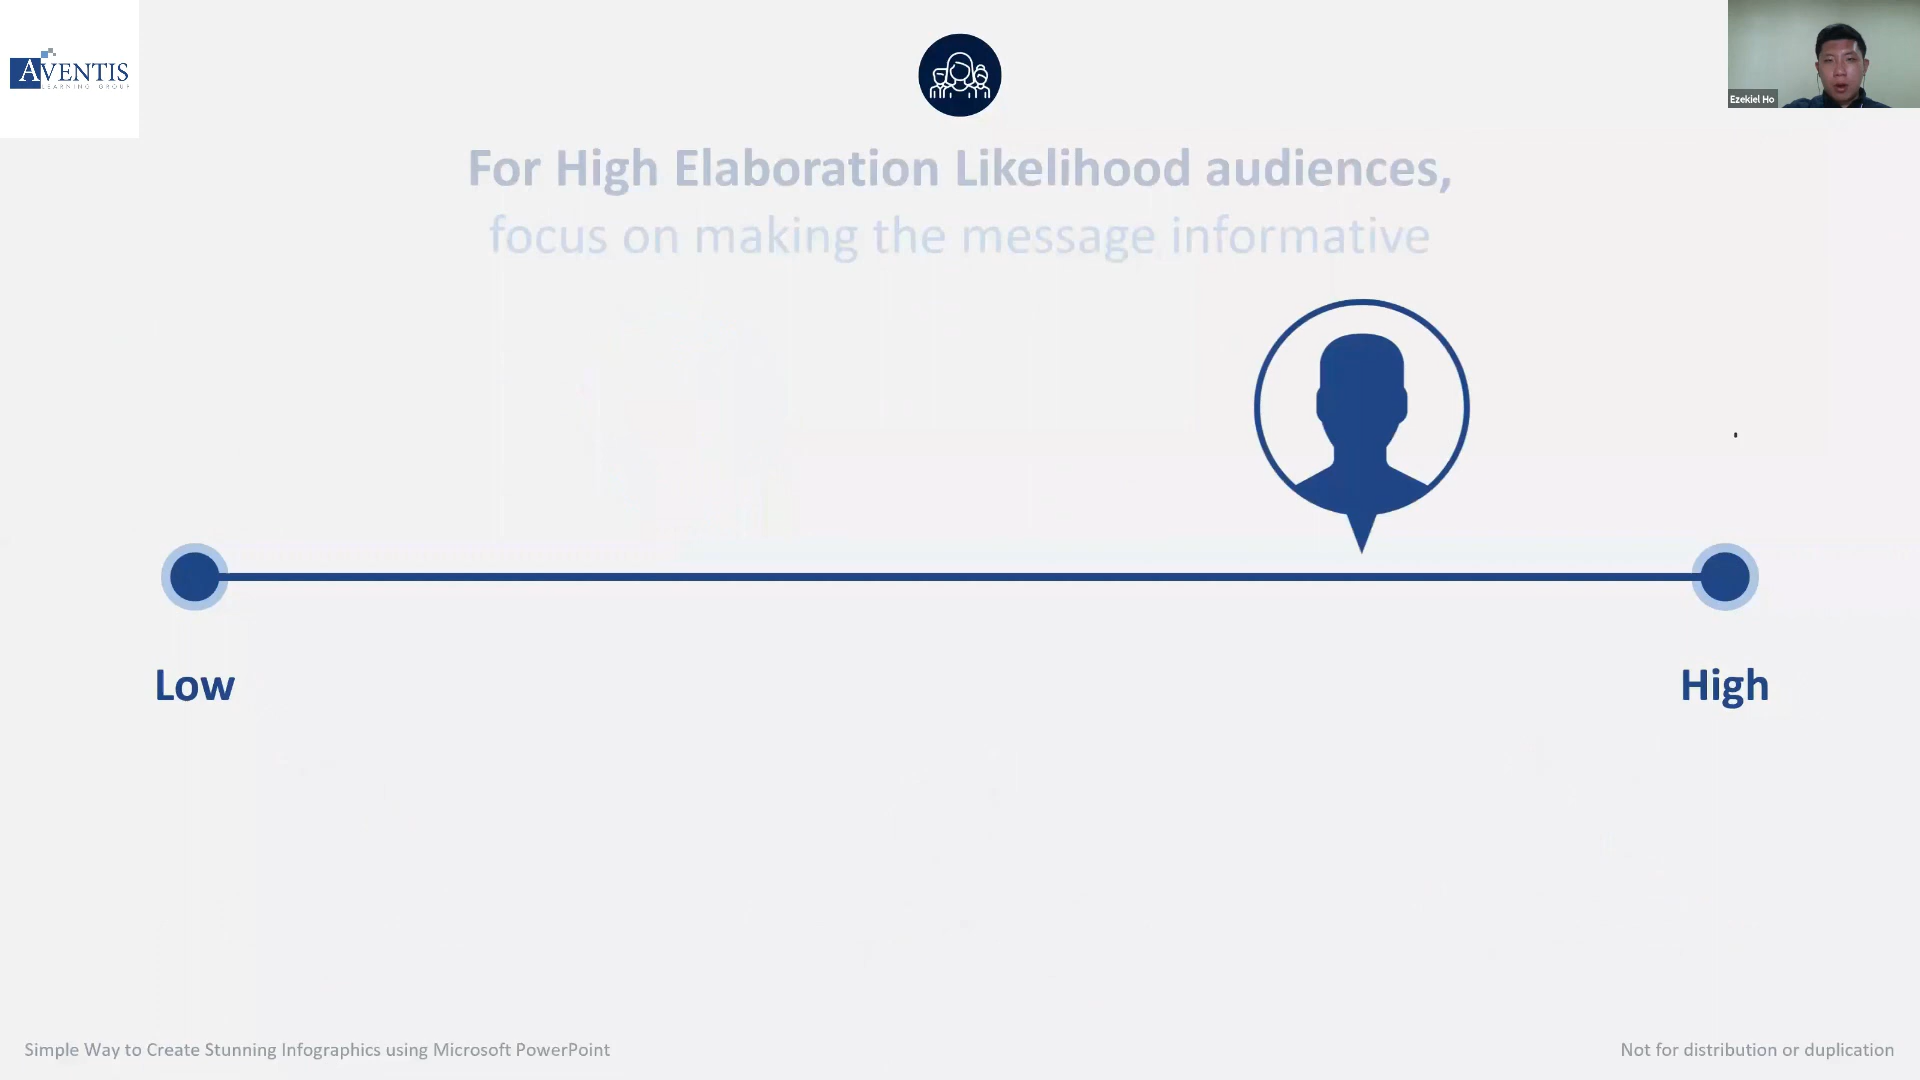 AVENTIS
LEARNING GROUP
Ezekiel Ho
For High Elaboration Likelihood audiences,
focus on making the message informative
Low
High
Simple Way to Create Stunning Infographics using Microsoft PowerPoint
Not for distribution or duplication